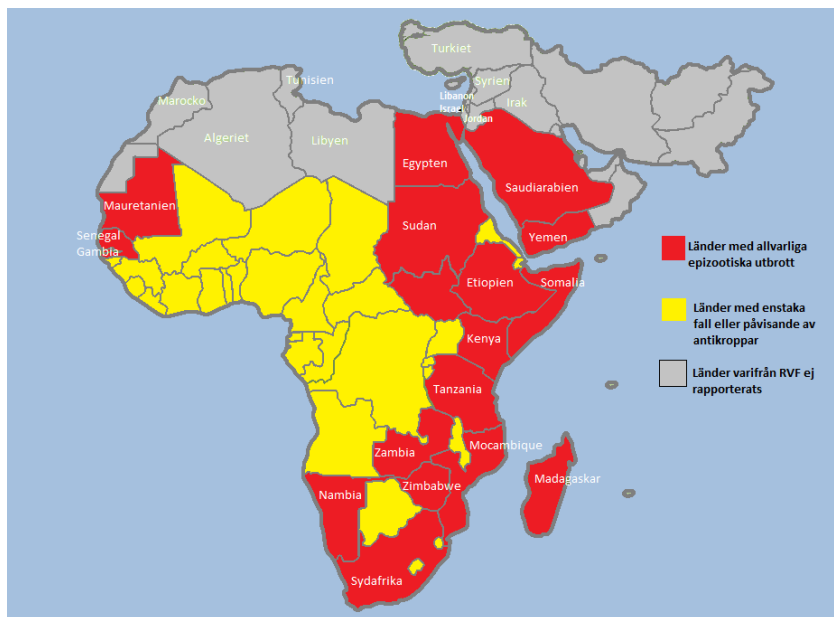 Turkiet
Tunisien
Syrien
Marocko
Libanon
Irak
Israel
Jordan
Algeriet
Libyen
Egypten
Saudiarabien
Mauretanien
Sudan
Senegal
Yemen
Gambia
Etiopien
Somalia
Kenya
Tanzania
Mocambique
Zambia
Madagaskar
Zimbabwe
Nambia
Sydafrika
Länder med allvarliga
epizootiska utbrott
Länder med enstaka
fall eller påvisande av
antikroppar
Länder varifrån RVF ej
rapporterats